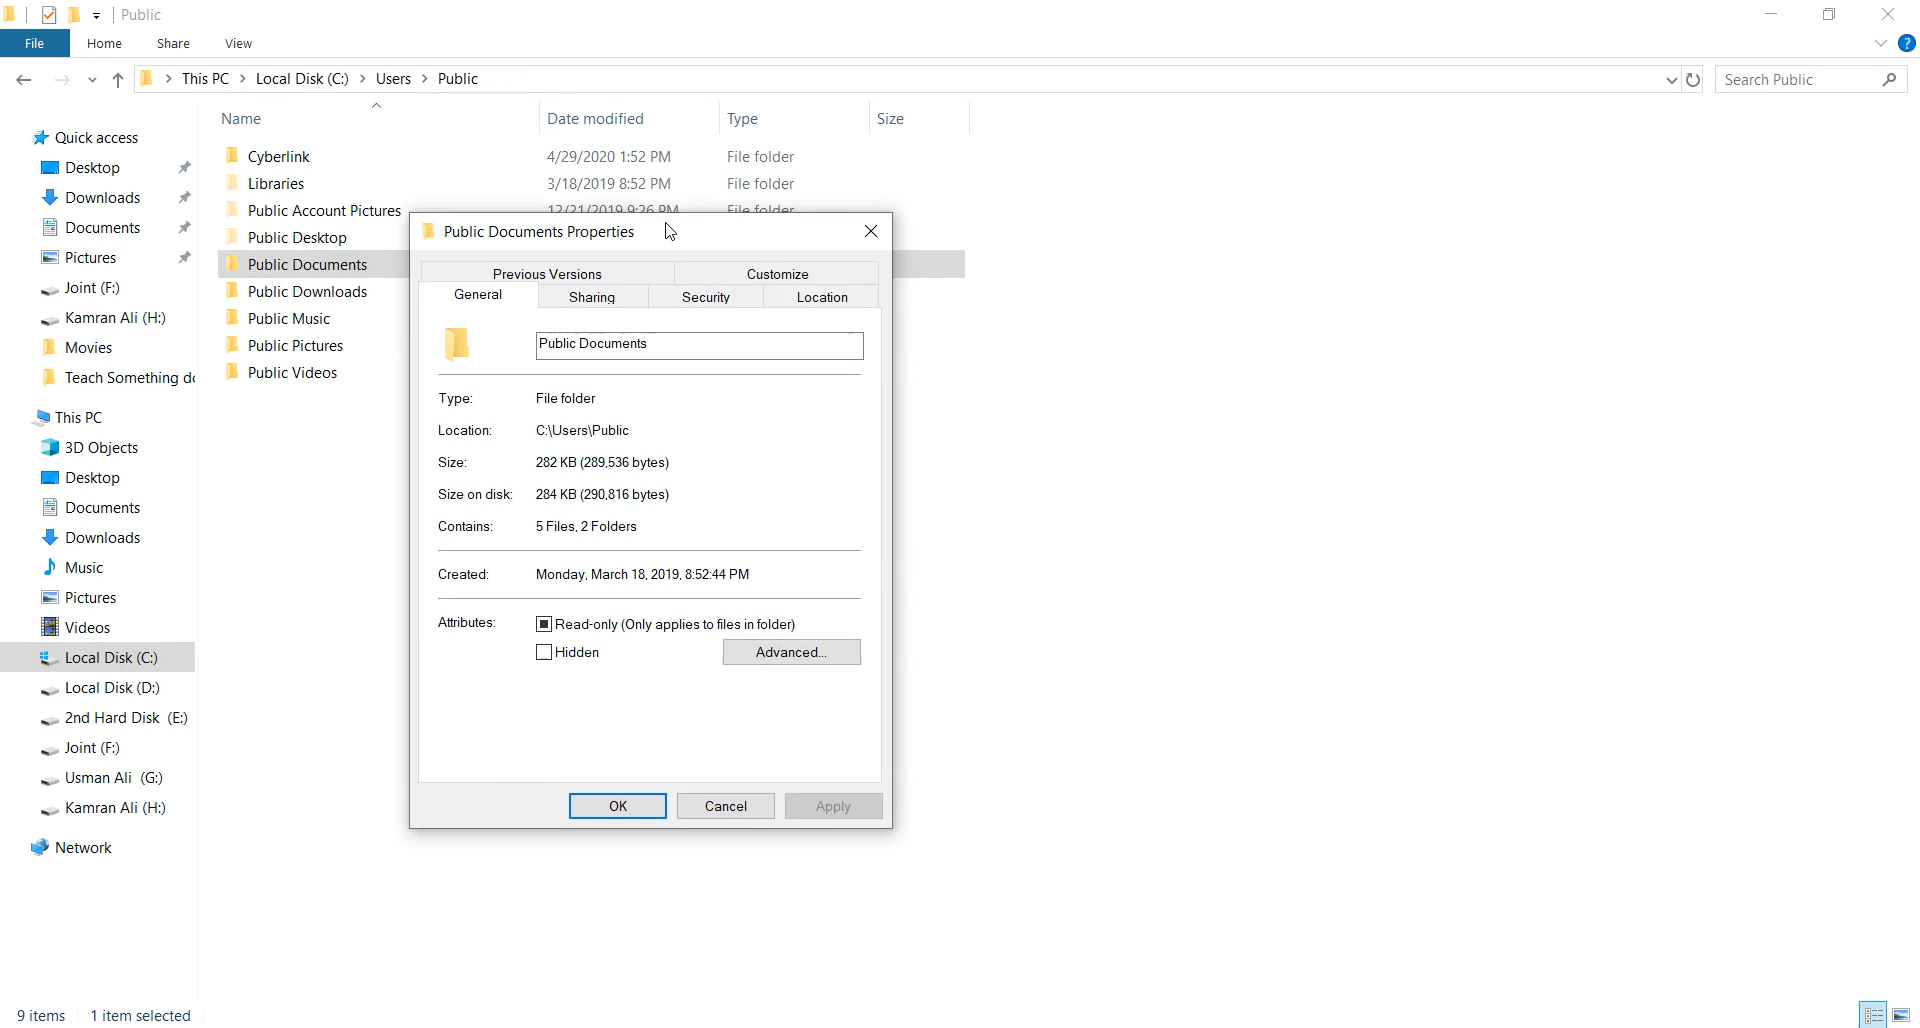 Public
File Home Share View
This PC > Local Disk (C:) > Users > Public
Search Public
Name Date modified Type Size
Quick access
Desktop
Downloads
Documents
Pictures
Joint (F:)
Kamran Ali (H:)
Movies
Teach Something
This PC
3D Objects
Desktop
Documents
Downloads
Music
Pictures
Videos
Local Disk (C:)
Local Disk (D:)
2nd Hard Disk (E:)
Joint (F:)
Usman Ali (G:)
Kamran Ali (H:)
Network
Cyberlink 4/29/2020 1:52 PM File folder
Libraries 3/18/2019 8:52 PM File folder
Public Account Pictures 12/21/2019 9:26 PM File folder
Public Desktop
Public Documents
Public Downloads
Public Music
Public Pictures
Public Videos
Public Documents Properties
Previous Versions Customize
General Sharing Security Location
Public Documents
Type: File folder
Location: C:\Users\Public
Size: 282 KB (289,536 bytes)
Size on disk: 284 KB (290,816 bytes)
Contains: 5 Files, 2 Folders
Created: Monday, March 18, 2019, 8:52:44 PM
Attributes: Read-only (Only applies to files in folder)
Hidden Advanced...
OK Cancel Apply
9 items 1 item selected